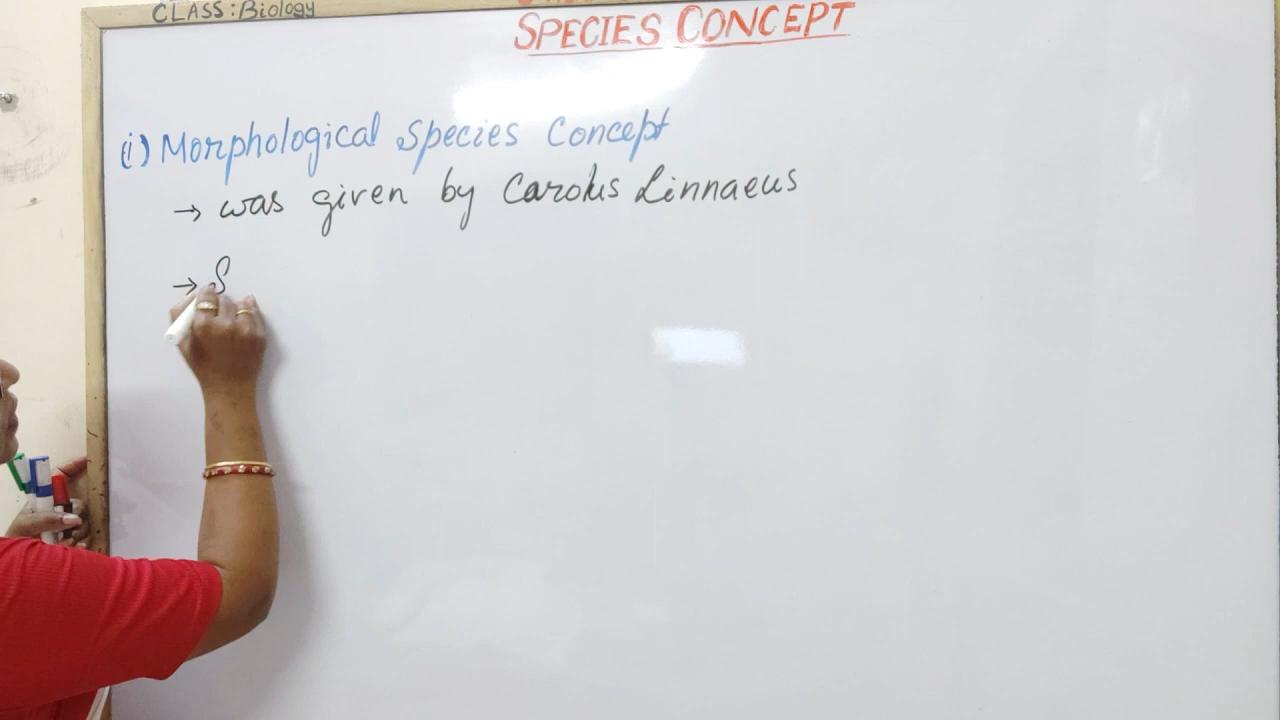 CLASS: Biology
SPECIES CONCEPT
(i) Morphological Species Concept
→ was given by Carolus Linnaeus
→ S